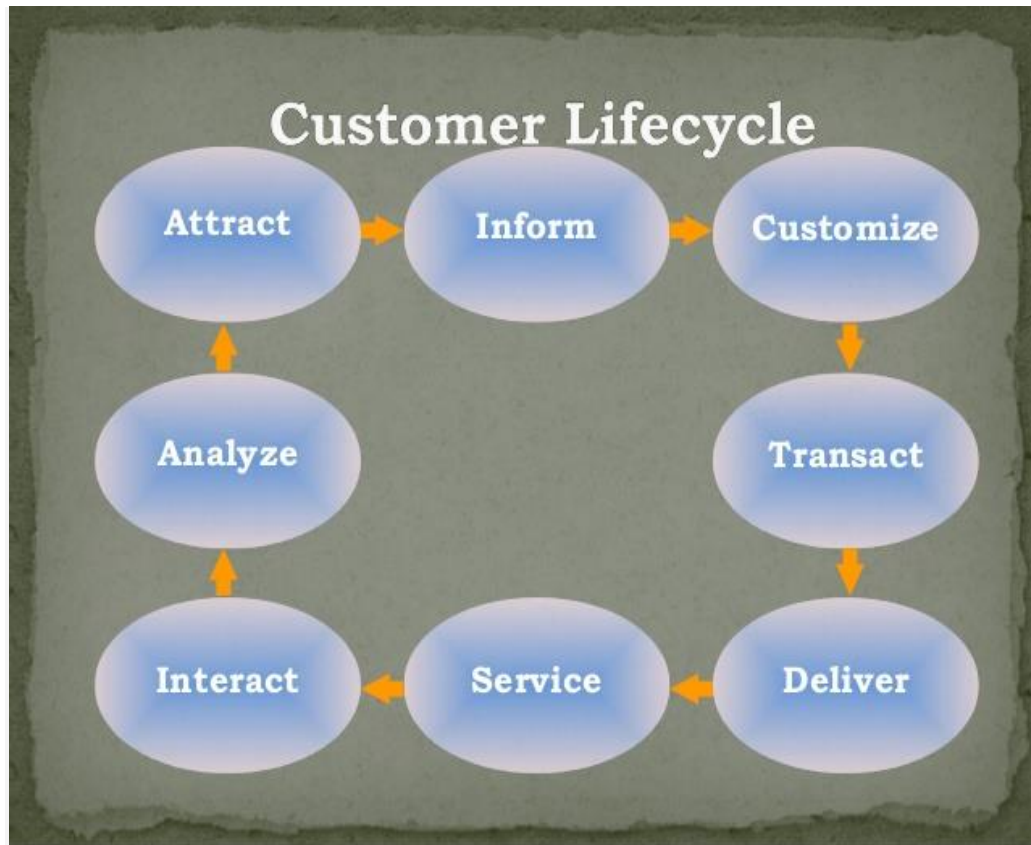 Customer Lifecycle
Attract
Inform
Customize
Transact
Deliver
Service
Interact
Analyze